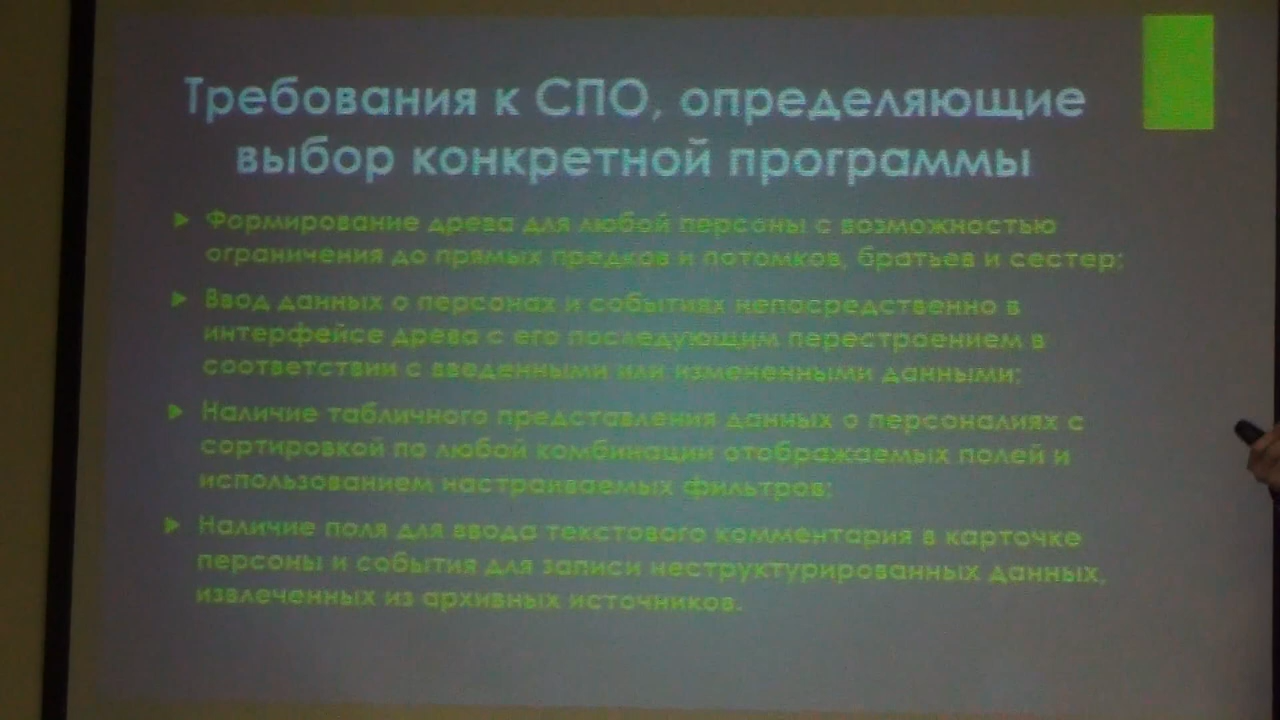 Требования к СПО, определяющие
выбор конкретной программы
Формирование древа для любой персоны с возможностью
ограничения до прямых предков и потомков, братьев и сестер;
Ввод данных о персонах и событиях непосредственно в
интерфейсе древа с его последующим перестроением в
соответствии с введенными или измененными данными;
Наличие табличного представления данных о персоналиях с
сортировкой по любой комбинации отображаемых полей и
использованием настраиваемых фильтров;
Наличие поля для ввода текстового комментария в карточке
персоны и события для записи неструктурированных данных,
извлеченных из архивных источников.